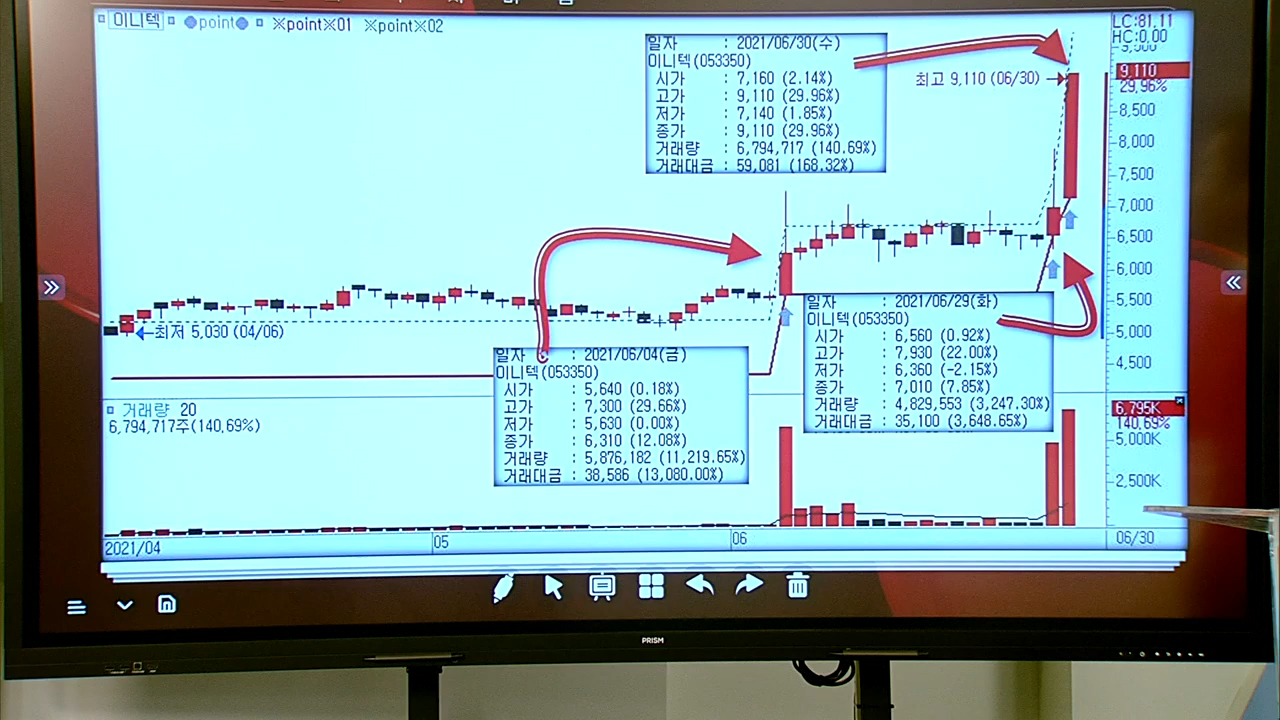 이니텍 point ※point※01 ※point※02
LC:81.11
HC:0.00
9,110
29.96%
8,500
8,000
7,500
7,000
6,500
6,000
5,500
5,000
4,500
일자 : 2021/06/30(수)
이니텍(053350)
시가 : 7,160 (2.14%)
고가 : 9,110 (29.96%)
저가 : 7,140 (1.85%)
종가 : 9,110 (29.96%)
거래량 : 6,794,717 (140.69%)
거래대금 : 59,081 (168.32%)
최고 9,110 (06/30)
최저 5,030 (04/06)
일자 : 2021/06/04(금)
이니텍(053350)
시가 : 5,640 (0.18%)
고가 : 7,300 (29.66%)
저가 : 5,630 (0.00%)
종가 : 6,310 (12.08%)
거래량 : 5,876,182 (11,219.65%)
거래대금 : 38,586 (13,080.00%)
일자 : 2021/06/29(화)
이니텍(053350)
시가 : 6,560 (0.92%)
고가 : 7,930 (22.00%)
저가 : 6,360 (-2.15%)
종가 : 7,010 (7.85%)
거래량 : 4,829,553 (3,247.30%)
거래대금 : 35,100 (3,648.65%)
거래량 20
6,794,717주(140.69%)
6,795K
140.69%
5,000K
2,500K
2021/04 05 06 06/30
PRISM